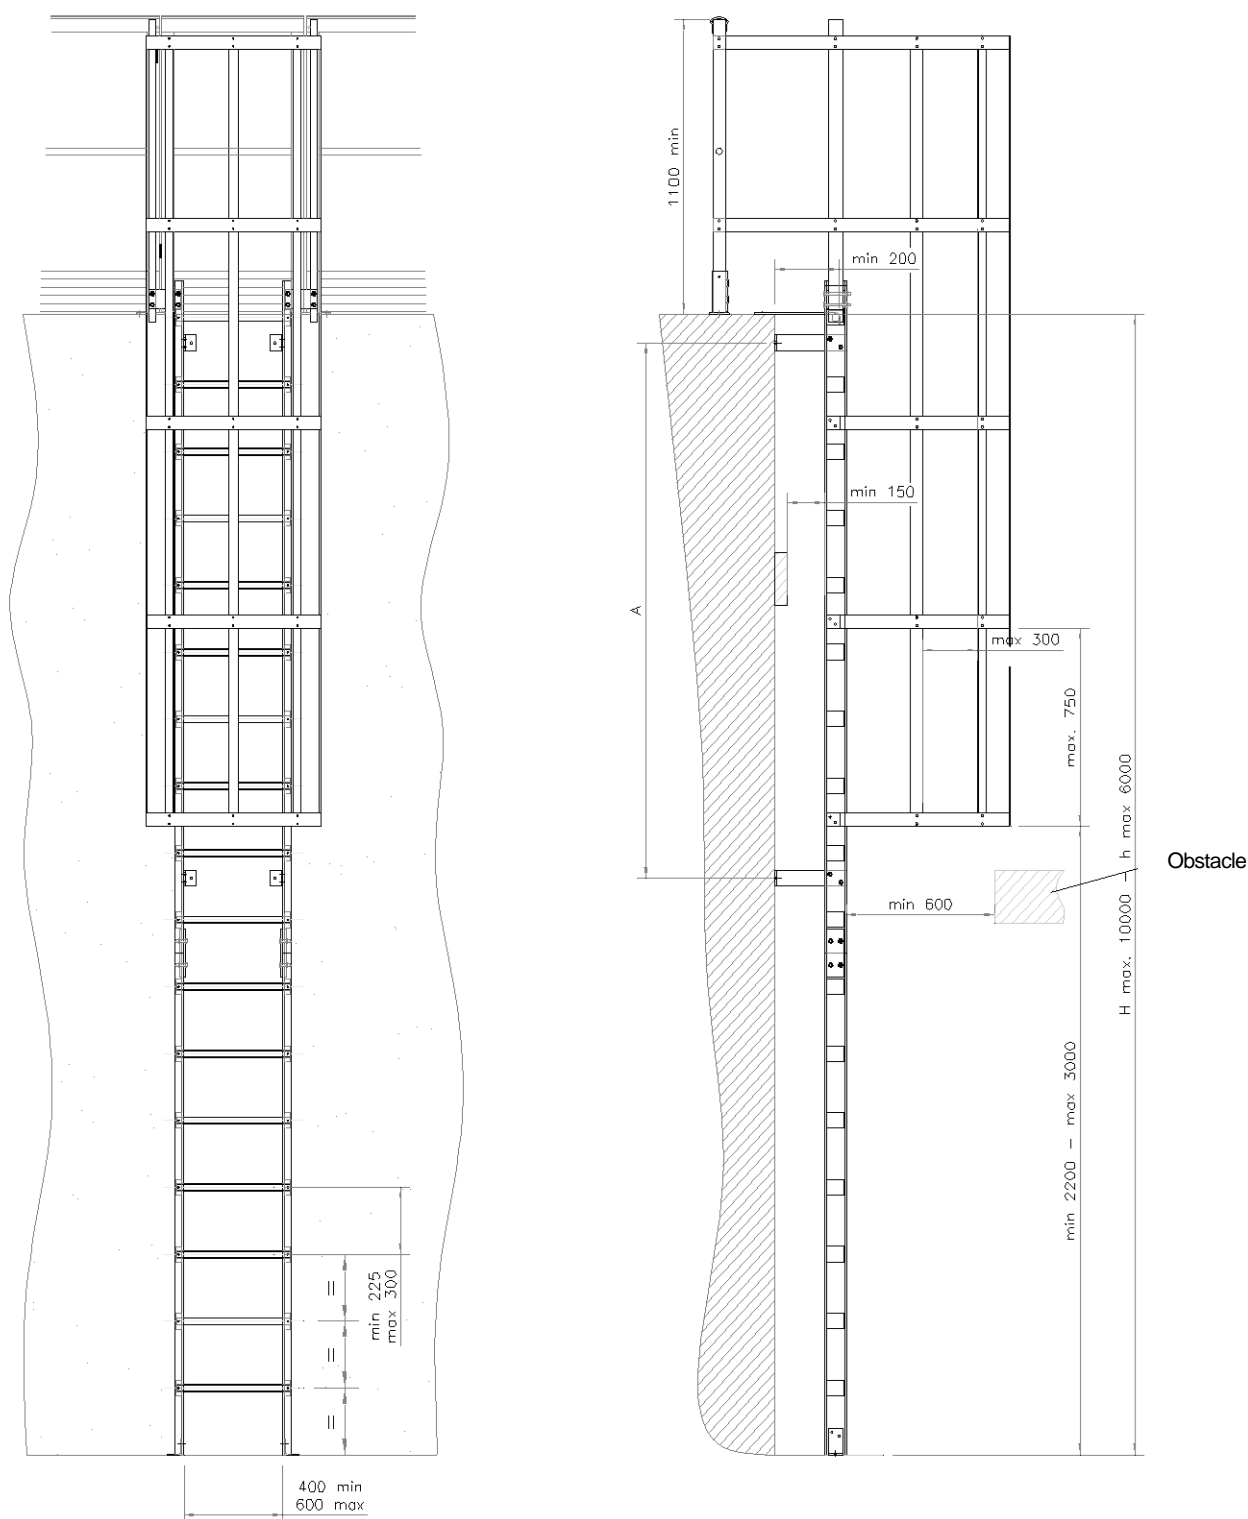 1100 min
min 200
min 150
A
max 300
max. 750
H max. 10000 - h max 6000
Obstacle
min 600
min 2200 - max 3000
=
min 225
max 300
=
=
400 min
600 max